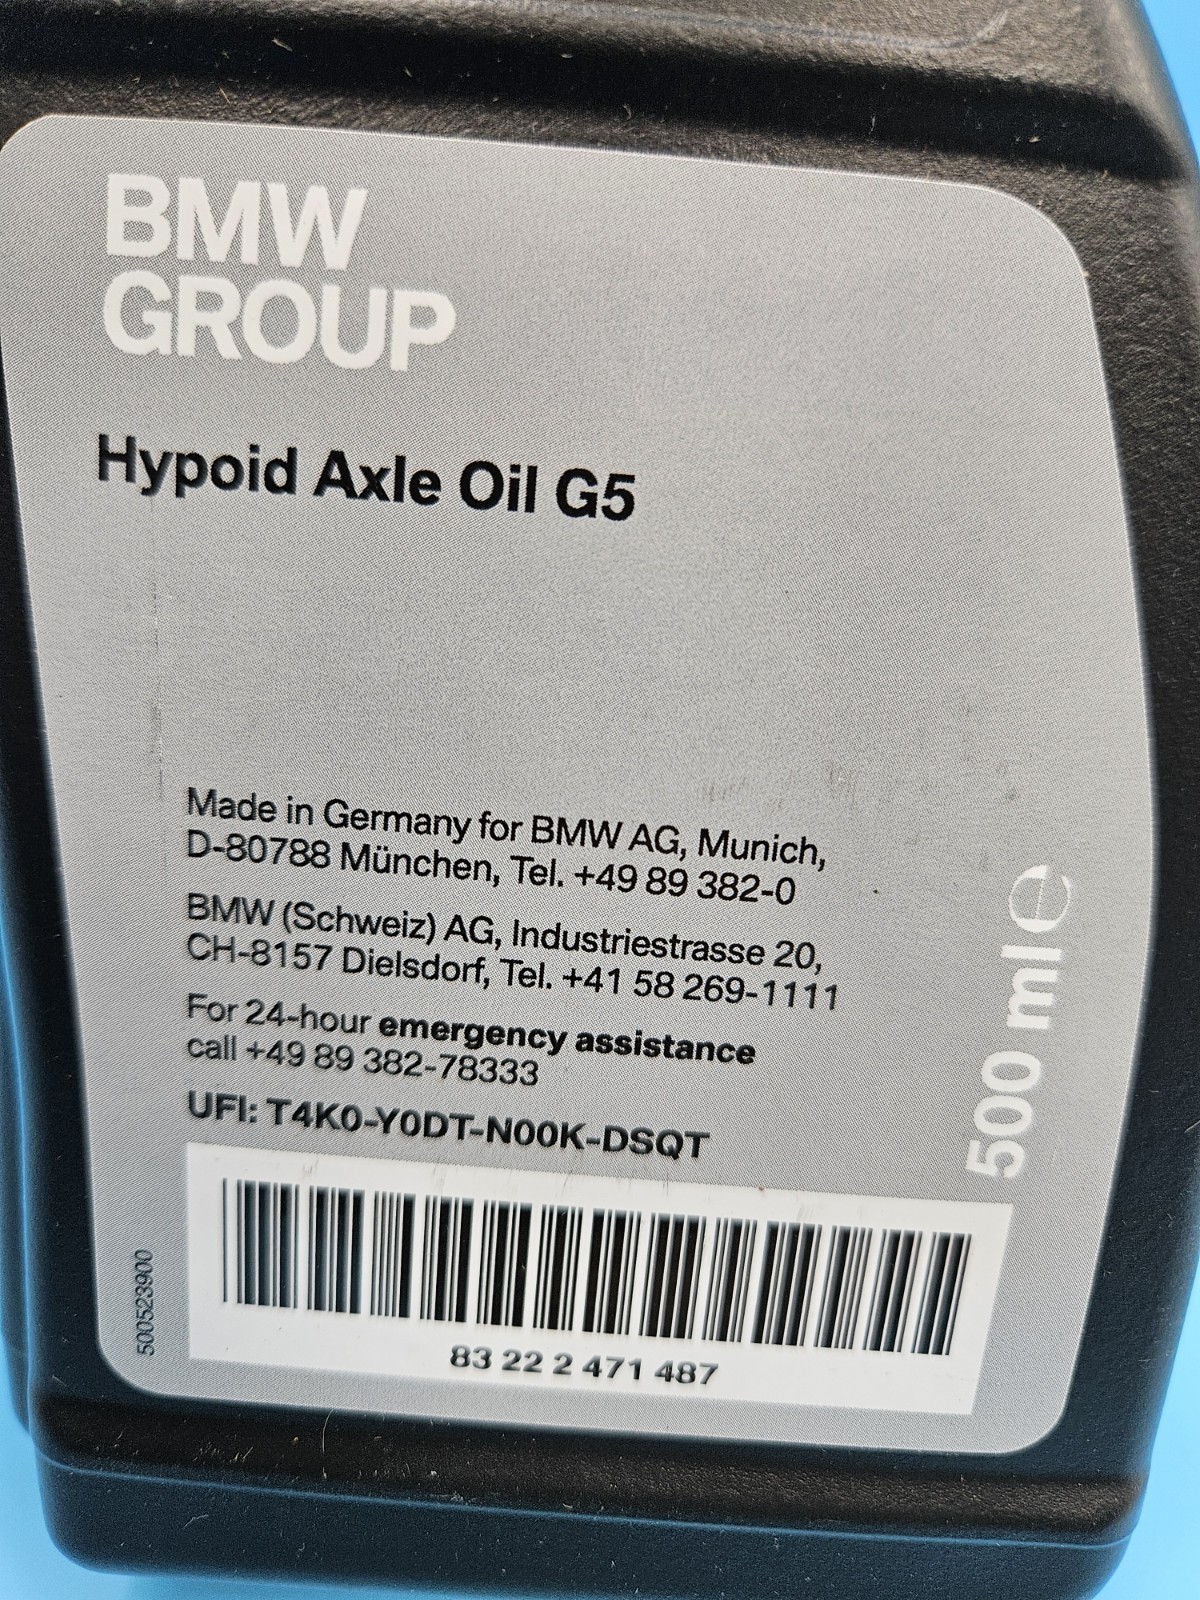 BMW
GROUP
Hypoid Axle Oil G5
Made in Germany for BMW AG, Munich,
D-80788 München, Tel. +49 89 382-0
BMW (Schweiz) AG, Industriestrasse 20,
CH-8157 Dielsdorf, Tel. +41 58 269-1111
For 24-hour emergency assistance
call +49 89 382-78333
UFI: T4K0-Y0DT-N00K-DSQT
500 ml ℮
500523900
83 22 2 471 487